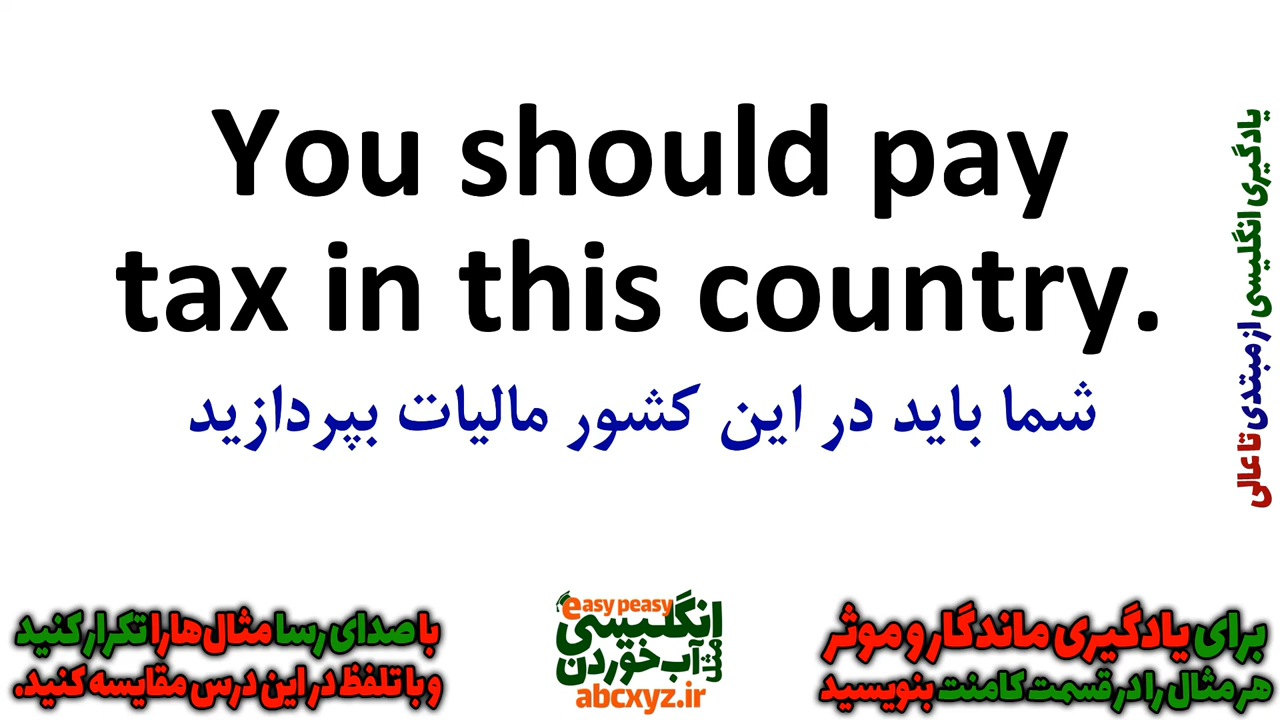 You should pay
tax in this country.
شما باید در این کشور مالیات بپردازید
یادگیری انگلیسی از مبتدی تا عالی
برای یادگیری ماندگار و موثر
هر مثال را در قسمت کامنت بنویسید
easy peasy
انگلیسی
مثل آب خوردن
abcxyz.ir
با صدای رسا مثال‌ها را تکرار کنید
و با تلفظ در این درس مقایسه کنید.